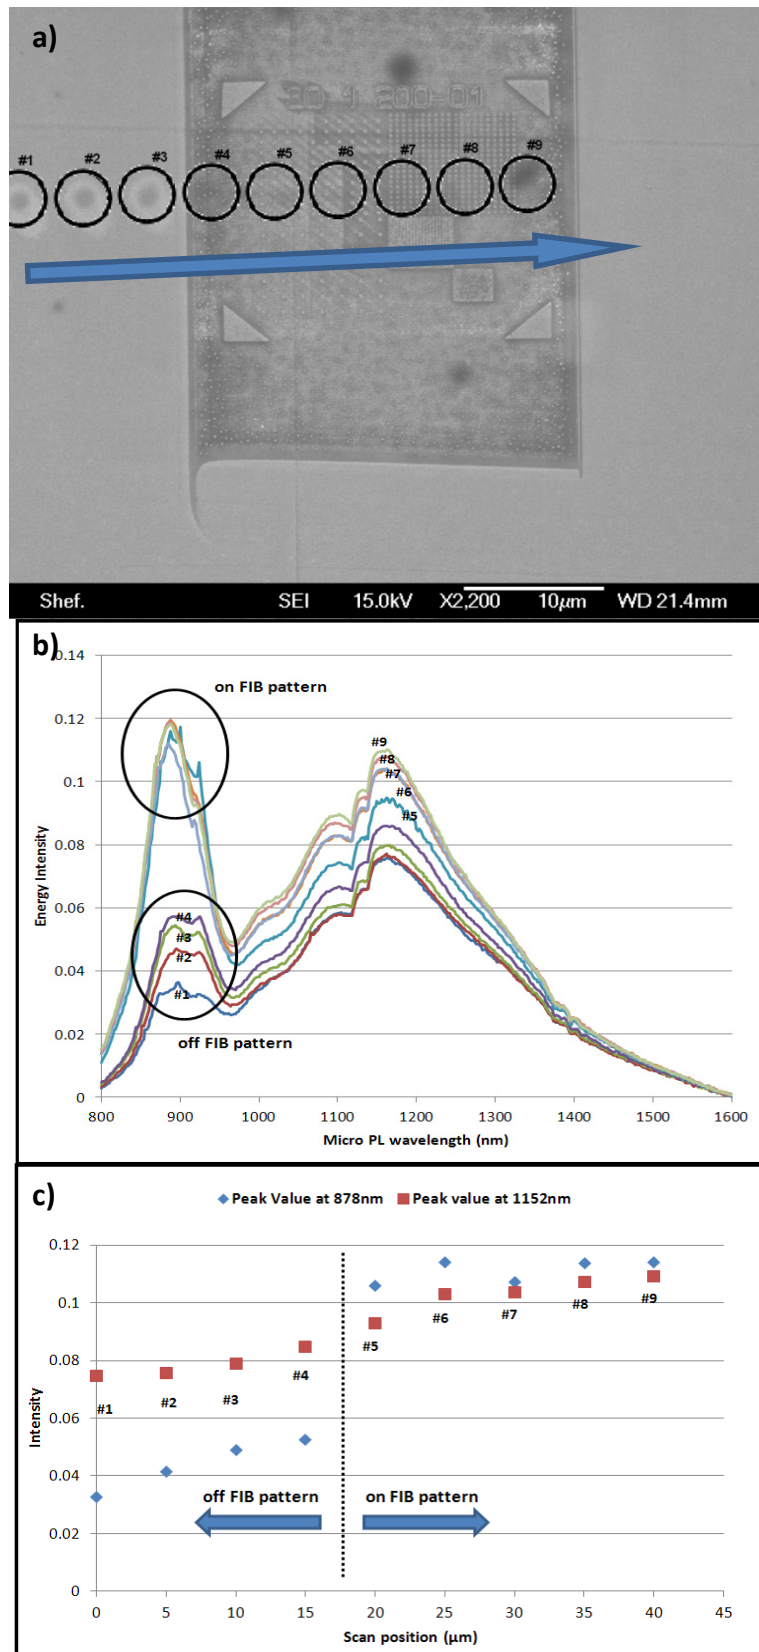 a)
30 1 200-01
#1 #2 #3 #4 #5 #6 #7 #8 #9
Shef. SEI 15.0kV X2,200 10µm WD 21.4mm
b)
0.14
0.12
0.1
0.08
0.06
0.04
0.02
0
Energy Intensity
on FIB pattern
#9
#8
#7
#6
#5
#4
#3
#2
#1
off FIB pattern
800 900 1000 1100 1200 1300 1400 1500 1600
Micro PL wavelength (nm)
c)
Peak Value at 878nm Peak value at 1152nm
0.12
0.1
0.08
0.06
0.04
0.02
0
Intensity
#1 #2 #3 #4 #5 #6 #7 #8 #9
off FIB pattern on FIB pattern
0 5 10 15 20 25 30 35 40 45
Scan position (µm)